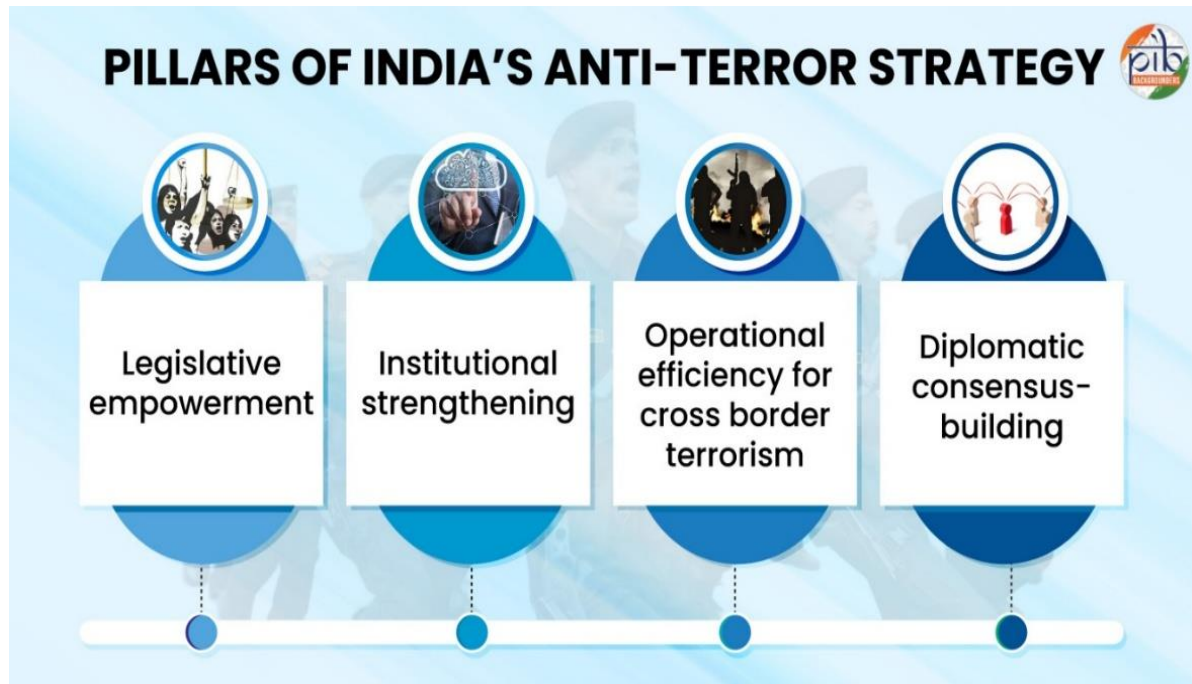 PILLARS OF INDIA'S ANTI-TERROR STRATEGY
pib
BACKGROUNDERS
Legislative
empowerment
Institutional
strengthening
Operational
efficiency for
cross border
terrorism
Diplomatic
consensus-
building